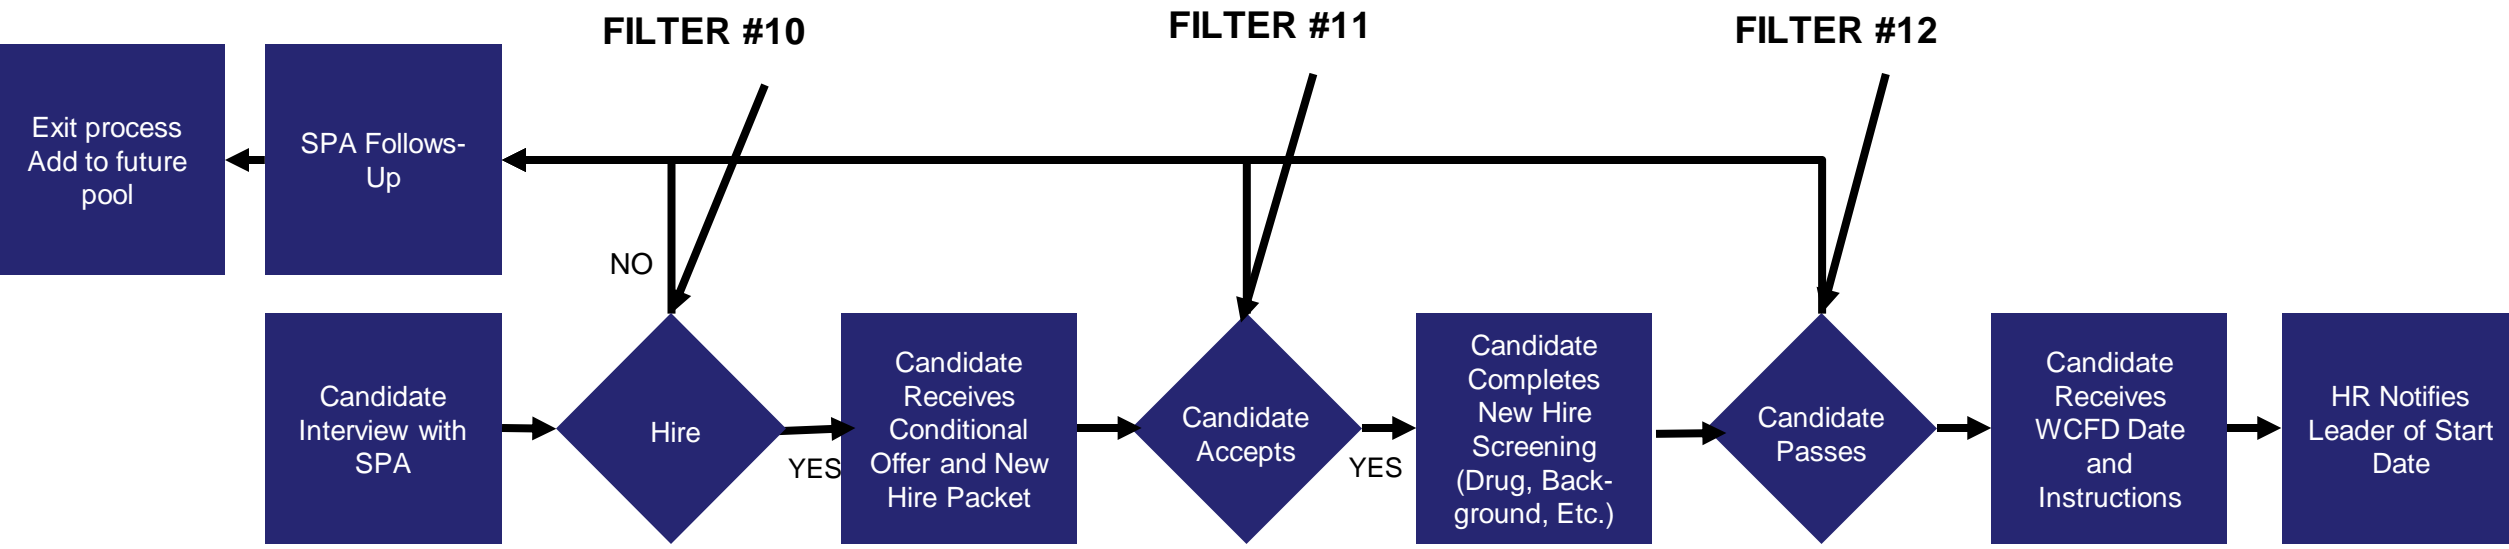 FILTER #10
FILTER #11
FILTER #12
Exit process
Add to future
pool
SPA Follows-
Up
NO
Candidate
Interview with
SPA
Hire
YES
Candidate
Receives
Conditional
Offer and New
Hire Packet
Candidate
Accepts
YES
Candidate
Completes
New Hire
Screening
(Drug, Back-
ground, Etc.)
Candidate
Passes
Candidate
Receives
WCFD Date
and
Instructions
HR Notifies
Leader of Start
Date